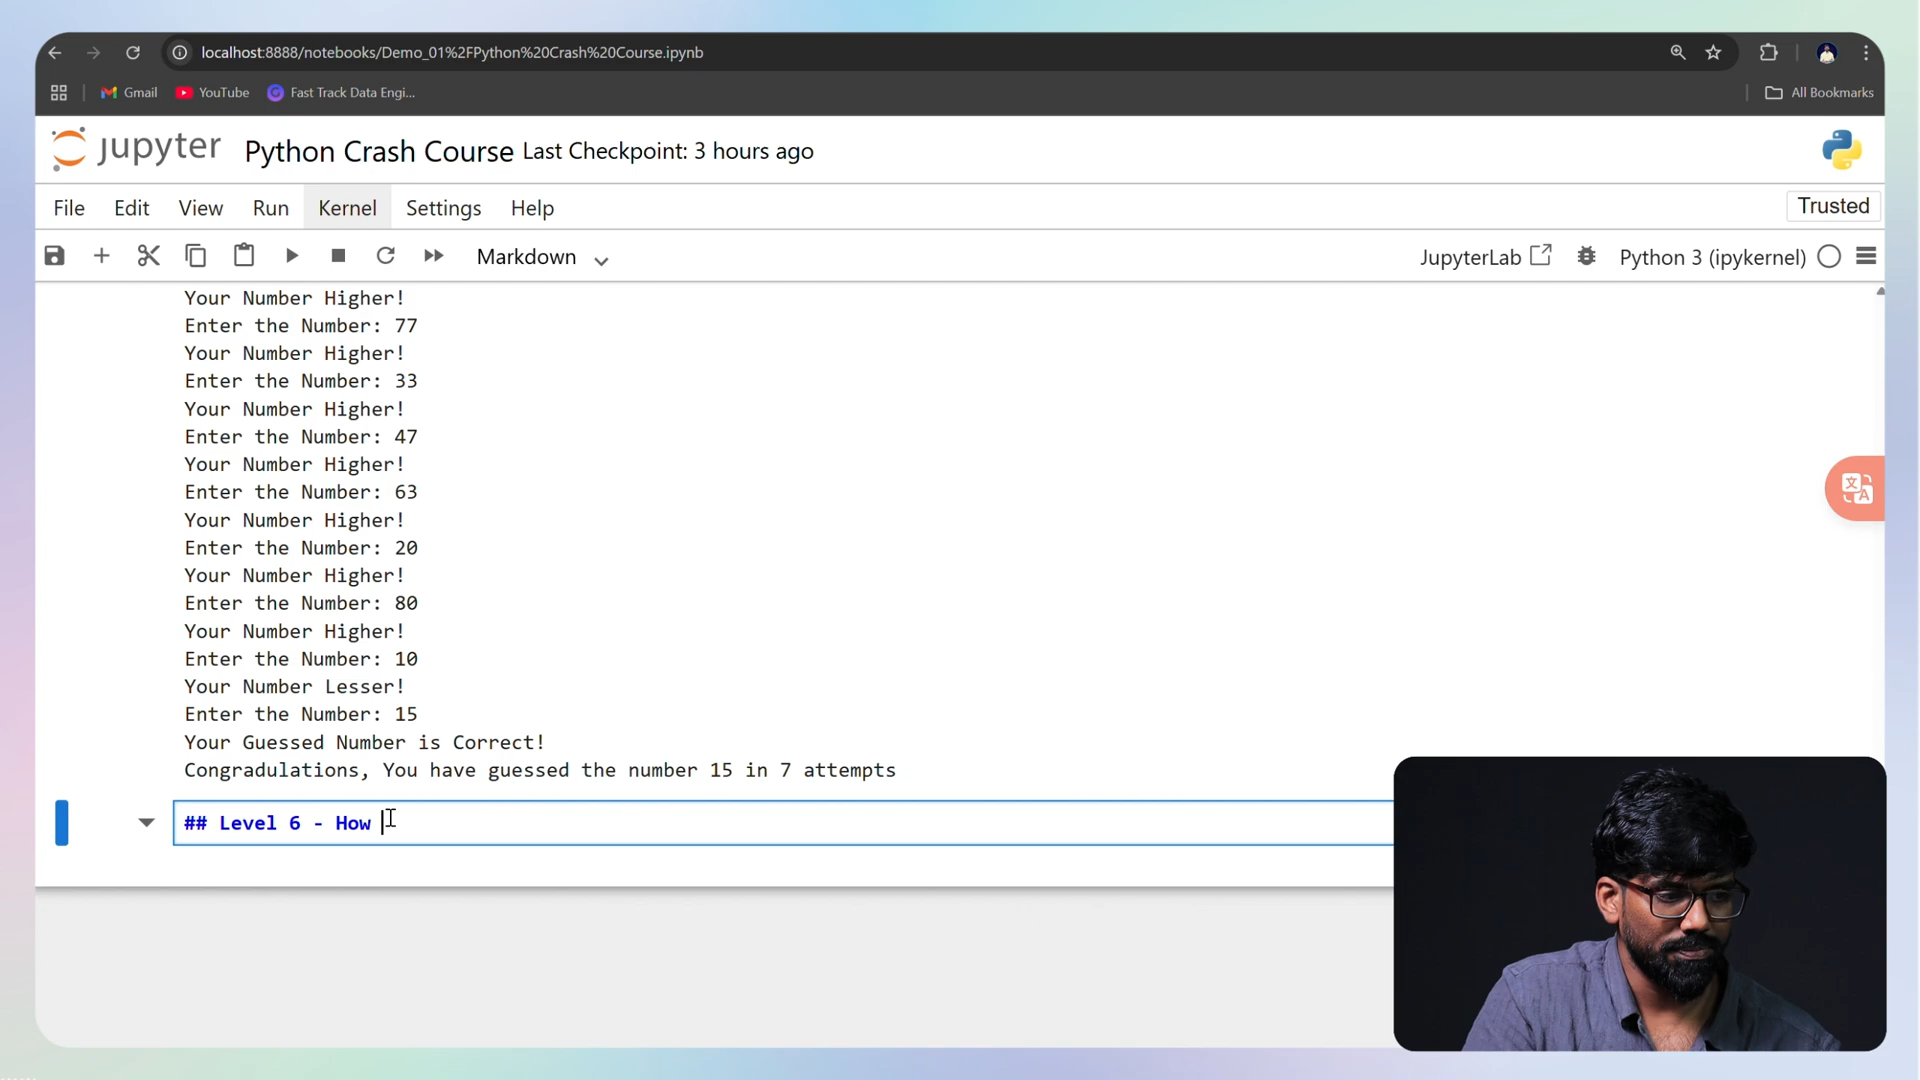 localhost:8888/notebooks/Demo_01%2FPython%20Crash%20Course.ipynb
Gmail YouTube Fast Track Data Engi... All Bookmarks
jupyter Python Crash Course Last Checkpoint: 3 hours ago
File Edit View Run Kernel Settings Help Trusted
Markdown JupyterLab Python 3 (ipykernel)
Your Number Higher!
Enter the Number: 77
Your Number Higher!
Enter the Number: 33
Your Number Higher!
Enter the Number: 47
Your Number Higher!
Enter the Number: 63
Your Number Higher!
Enter the Number: 20
Your Number Higher!
Enter the Number: 80
Your Number Higher!
Enter the Number: 10
Your Number Lesser!
Enter the Number: 15
Your Guessed Number is Correct!
Congradulations, You have guessed the number 15 in 7 attempts
## Level 6 - How
文 A